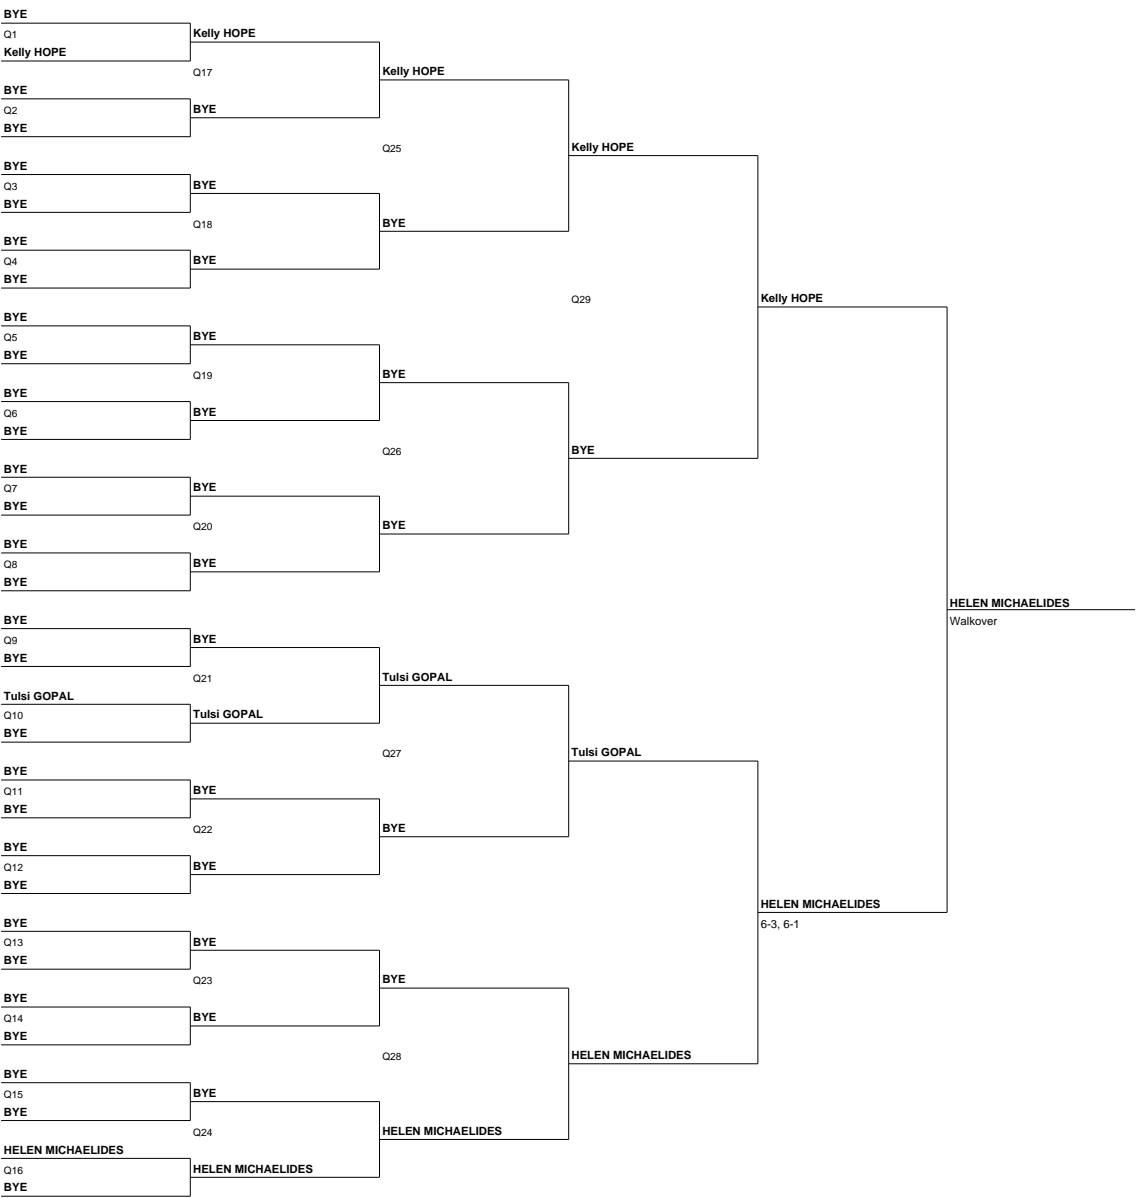 BYE
Q1
Kelly HOPE
BYE
Q2
BYE
BYE
Q3
BYE
BYE
Q4
BYE
BYE
Q5
BYE
BYE
Q6
BYE
BYE
Q7
BYE
BYE
Q8
BYE
BYE
Q9
BYE
Tulsi GOPAL
Q10
BYE
BYE
Q11
BYE
BYE
Q12
BYE
BYE
Q13
BYE
BYE
Q14
BYE
BYE
Q15
BYE
HELEN MICHAELIDES
Q16
BYE
Kelly HOPE
Q17
BYE
BYE
Q18
BYE
BYE
Q19
BYE
BYE
Q20
BYE
BYE
Q21
Tulsi GOPAL
BYE
Q22
BYE
BYE
Q23
BYE
BYE
Q24
HELEN MICHAELIDES
Kelly HOPE
Q25
BYE
BYE
Q26
BYE
Tulsi GOPAL
Q27
BYE
BYE
Q28
HELEN MICHAELIDES
Kelly HOPE
Q29
BYE
Tulsi GOPAL
HELEN MICHAELIDES
Kelly HOPE
HELEN MICHAELIDES
6-3, 6-1
HELEN MICHAELIDES
Walkover